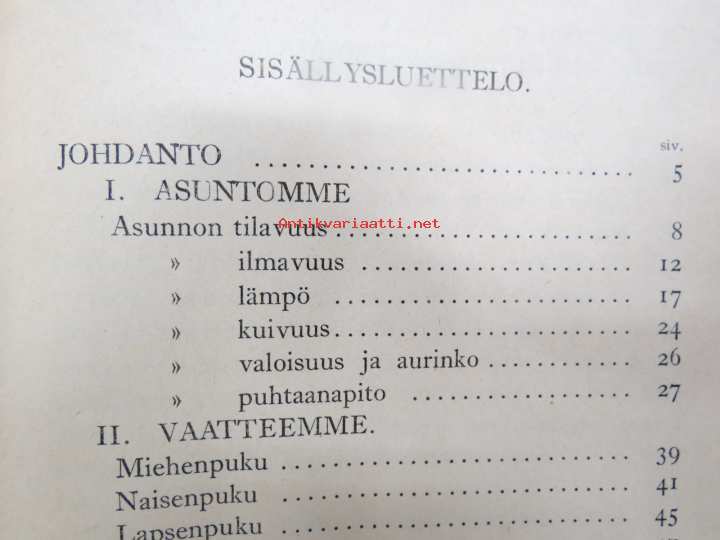 SISÄLLYSLUETTELO.
siv.
JOHDANTO ................................ 5
I. ASUNTOMME
Antikvariaatti.net
Asunnon tilavuus ........................ 8
» ilmavuus ...................... 12
» lämpö ........................ 17
» kuivuus ........................ 24
» valoisuus ja aurinko ............ 26
» puhtaanapito .................. 27
II. VAATTEEMME.
Miehenpuku .............................. 39
Naisenpuku .............................. 41
Lapsenpuku .............................. 45